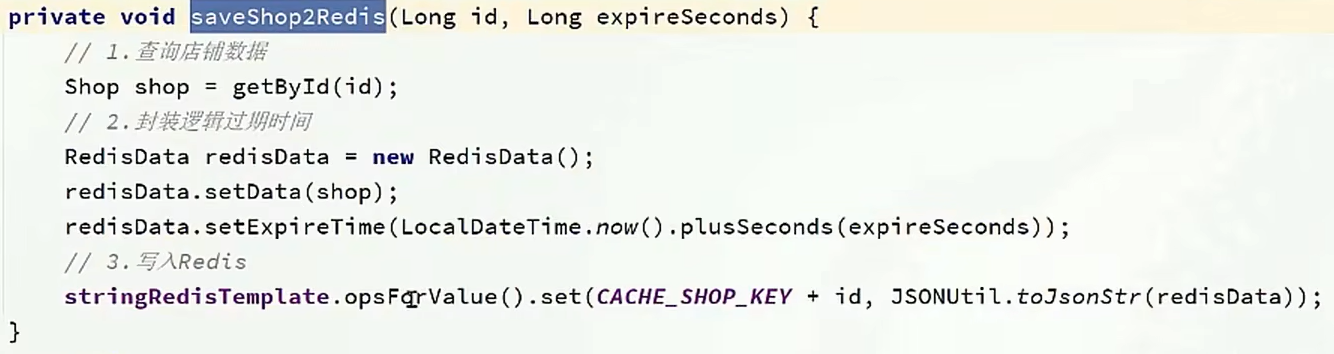 private void saveShop2Redis(Long id, Long expireSeconds) {
// 1.查询店铺数据
Shop shop = getById(id);
// 2.封装逻辑过期时间
RedisData redisData = new RedisData();
redisData.setData(shop);
redisData.setExpireTime(LocalDateTime.now().plusSeconds(expireSeconds));
// 3.写入Redis
stringRedisTemplate.opsForValue().set(CACHE_SHOP_KEY + id, JSONUtil.toJsonStr(redisData));
}